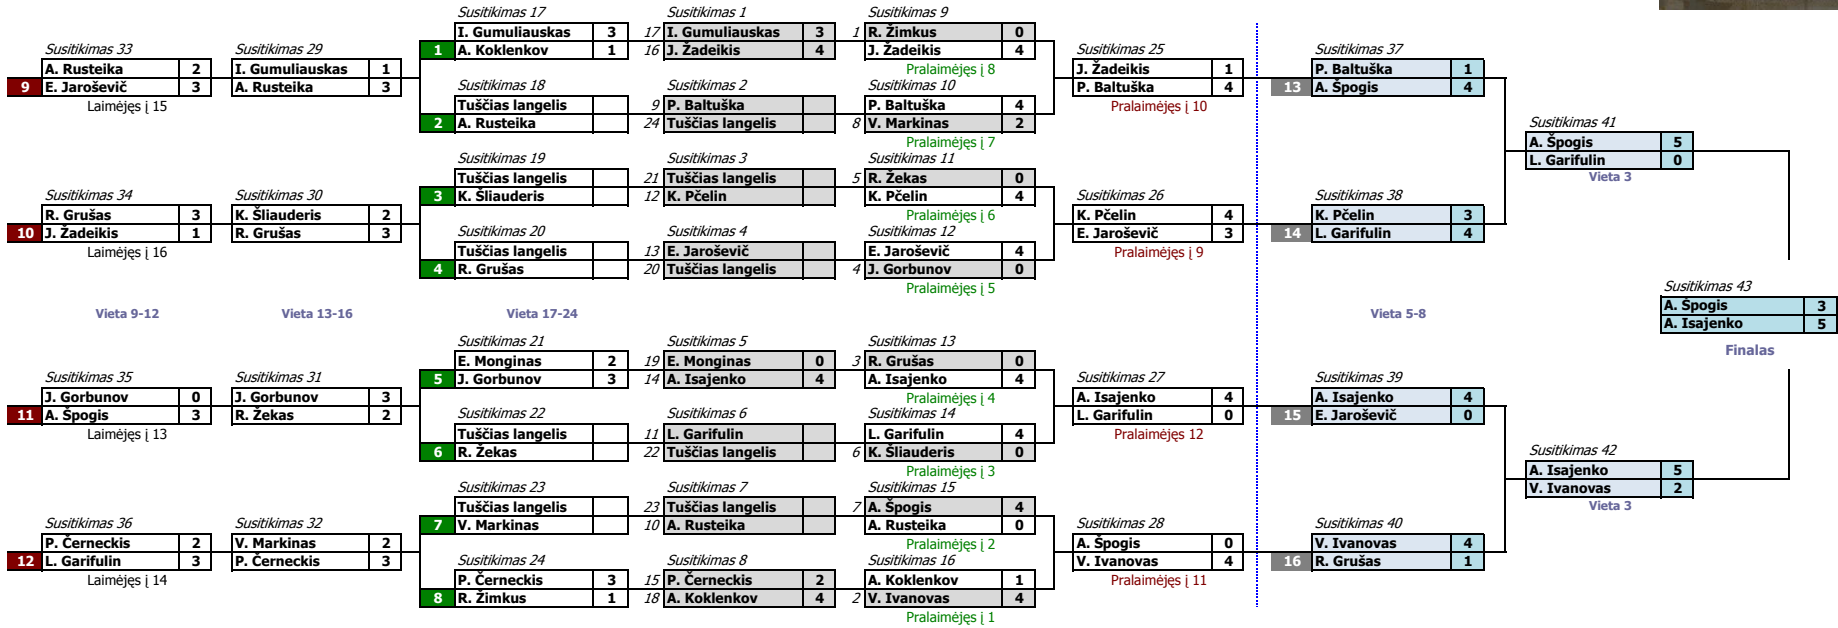 Susitikimas 17 Susitikimas 1 Susitikimas 9
I. Gumuliauskas 3 17 I. Gumuliauskas 3 1 R. Žimkus 0
Susitikimas 33 Susitikimas 29 1 A. Koklenkov 1 16 J. Žadeikis 4 J. Žadeikis 4 Susitikimas 25 Susitikimas 37
A. Rusteika 2 I. Gumuliauskas 1 Pralaimėjęs į 8 J. Žadeikis 1 P. Baltuška 1
9 E. Jaroševič 3 A. Rusteika 3 Susitikimas 18 Susitikimas 2 Susitikimas 10 P. Baltuška 4 13 A. Špogis 4
Laimėjęs į 15 Tuščias langelis 9 P. Baltuška P. Baltuška 4 Pralaimėjęs į 10
2 A. Rusteika 24 Tuščias langelis 8 V. Markinas 2 Susitikimas 41
Pralaimėjęs į 7 A. Špogis 5
Susitikimas 19 Susitikimas 3 Susitikimas 11 L. Garifulin 0
Tuščias langelis 21 Tuščias langelis 5 R. Žekas 0 Vieta 3
Susitikimas 34 Susitikimas 30 3 K. Šliauderis 12 K. Pčelin K. Pčelin 4 Susitikimas 26 Susitikimas 38
R. Grušas 3 K. Šliauderis 2 Pralaimėjęs į 6 K. Pčelin 4 K. Pčelin 3
10 J. Žadeikis 1 R. Grušas 3 Susitikimas 20 Susitikimas 4 Susitikimas 12 E. Jaroševič 3 14 L. Garifulin 4
Laimėjęs į 16 Tuščias langelis 13 E. Jaroševič E. Jaroševič 4 Pralaimėjęs į 9
4 R. Grušas 20 Tuščias langelis 4 J. Gorbunov 0
Pralaimėjęs į 5 Susitikimas 43
A. Špogis 3
Vieta 9-12 Vieta 13-16 Vieta 17-24 Vieta 5-8 A. Isajenko 5
Susitikimas 21 Susitikimas 5 Susitikimas 13 Finalas
E. Monginas 2 19 E. Monginas 0 3 R. Grušas 0
Susitikimas 35 Susitikimas 31 5 J. Gorbunov 3 14 A. Isajenko 4 A. Isajenko 4 Susitikimas 27 Susitikimas 39
J. Gorbunov 0 J. Gorbunov 3 Pralaimėjęs į 4 A. Isajenko 4 A. Isajenko 4
11 A. Špogis 3 R. Žekas 2 Susitikimas 22 Susitikimas 6 Susitikimas 14 L. Garifulin 0 15 E. Jaroševič 0
Laimėjęs į 13 Tuščias langelis 11 L. Garifulin L. Garifulin 4 Pralaimėjęs 12
6 R. Žekas 22 Tuščias langelis 6 K. Šliauderis 0 Susitikimas 42
Pralaimėjęs į 3 A. Isajenko 5
Susitikimas 23 Susitikimas 7 Susitikimas 15 V. Ivanovas 2
Tuščias langelis 23 Tuščias langelis 7 A. Špogis 4 Vieta 3
Susitikimas 36 Susitikimas 32 7 V. Markinas 10 A. Rusteika A. Rusteika 0 Susitikimas 28 Susitikimas 40
P. Černeckis 2 V. Markinas 2 Pralaimėjęs į 2 A. Špogis 0 V. Ivanovas 4
12 L. Garifulin 3 P. Černeckis 3 Susitikimas 24 Susitikimas 8 Susitikimas 16 V. Ivanovas 4 16 R. Grušas 1
Laimėjęs į 14 P. Černeckis 3 15 P. Černeckis 2 A. Koklenkov 1 Pralaimėjęs į 11
8 R. Žimkus 1 18 A. Koklenkov 4 2 V. Ivanovas 4
Pralaimėjęs į 1